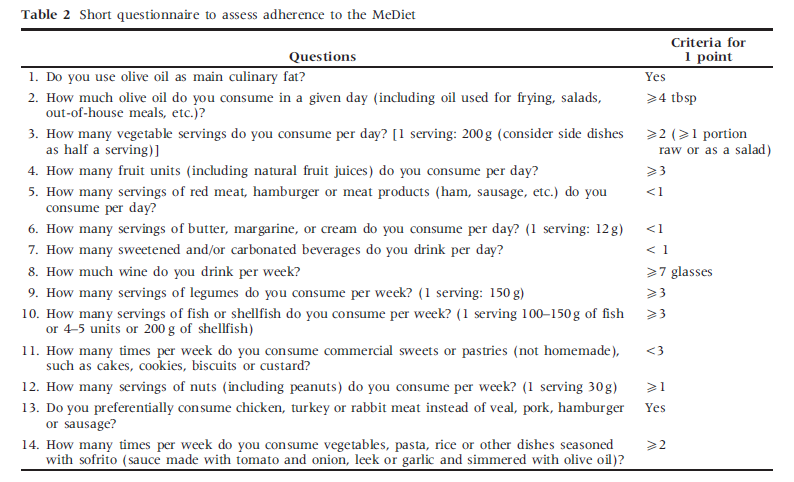 Table 2 Short questionnaire to assess adherence to the MeDiet
Questions Criteria for 1 point
1. Do you use olive oil as main culinary fat? Yes
2. How much olive oil do you consume in a given day (including oil used for frying, salads, ⩾4 tbsp
out-of-house meals, etc.)?
3. How many vegetable servings do you consume per day? [1 serving: 200 g (consider side dishes ⩾2 (⩾1 portion
as half a serving)] raw or as a salad)
4. How many fruit units (including natural fruit juices) do you consume per day? ⩾3
5. How many servings of red meat, hamburger or meat products (ham, sausage, etc.) do you <1
consume per day?
6. How many servings of butter, margarine, or cream do you consume per day? (1 serving: 12 g) <1
7. How many sweetened and/or carbonated beverages do you drink per day? < 1
8. How much wine do you drink per week? ⩾7 glasses
9. How many servings of legumes do you consume per week? (1 serving: 150 g) ⩾3
10. How many servings of fish or shellfish do you consume per week? (1 serving 100–150 g of fish ⩾3
or 4–5 units or 200 g of shellfish)
11. How many times per week do you consume commercial sweets or pastries (not homemade), <3
such as cakes, cookies, biscuits or custard?
12. How many servings of nuts (including peanuts) do you consume per week? (1 serving 30 g) ⩾1
13. Do you preferentially consume chicken, turkey or rabbit meat instead of veal, pork, hamburger Yes
or sausage?
14. How many times per week do you consume vegetables, pasta, rice or other dishes seasoned ⩾2
with sofrito (sauce made with tomato and onion, leek or garlic and simmered with olive oil)?